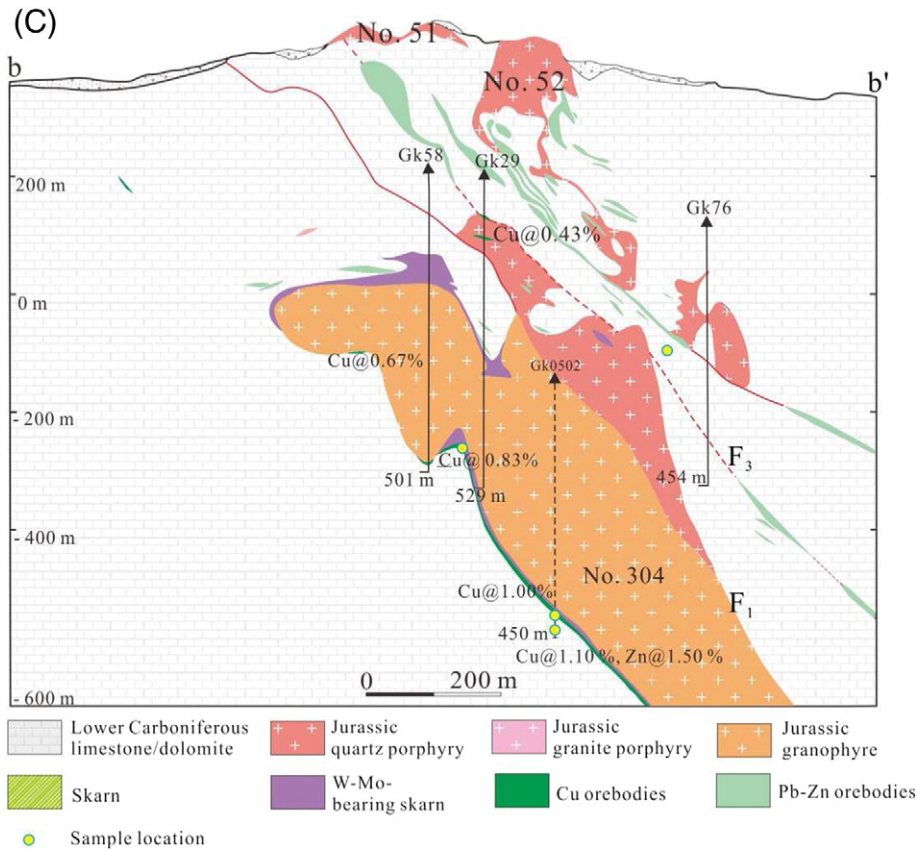 (C)
No. 51
b
No. 52
b'
Gk58
Gk29
200 m
Gk76
Cu@0.43%
0 m
Cu@0.67%
Gk0502
- 200 m
Cu@0.83%
F3
501 m
454 m
529 m
- 400 m
No. 304
Cu@1.00%
F1
450 m
Cu@1.10 %, Zn@1.50 %
- 600 m
0 200 m
Lower Carboniferous
limestone/dolomite
Jurassic
quartz porphyry
Jurassic
granite porphyry
Jurassic
granophyre
Skarn
W-Mo-
bearing skarn
Cu orebodies
Pb-Zn orebodies
Sample location